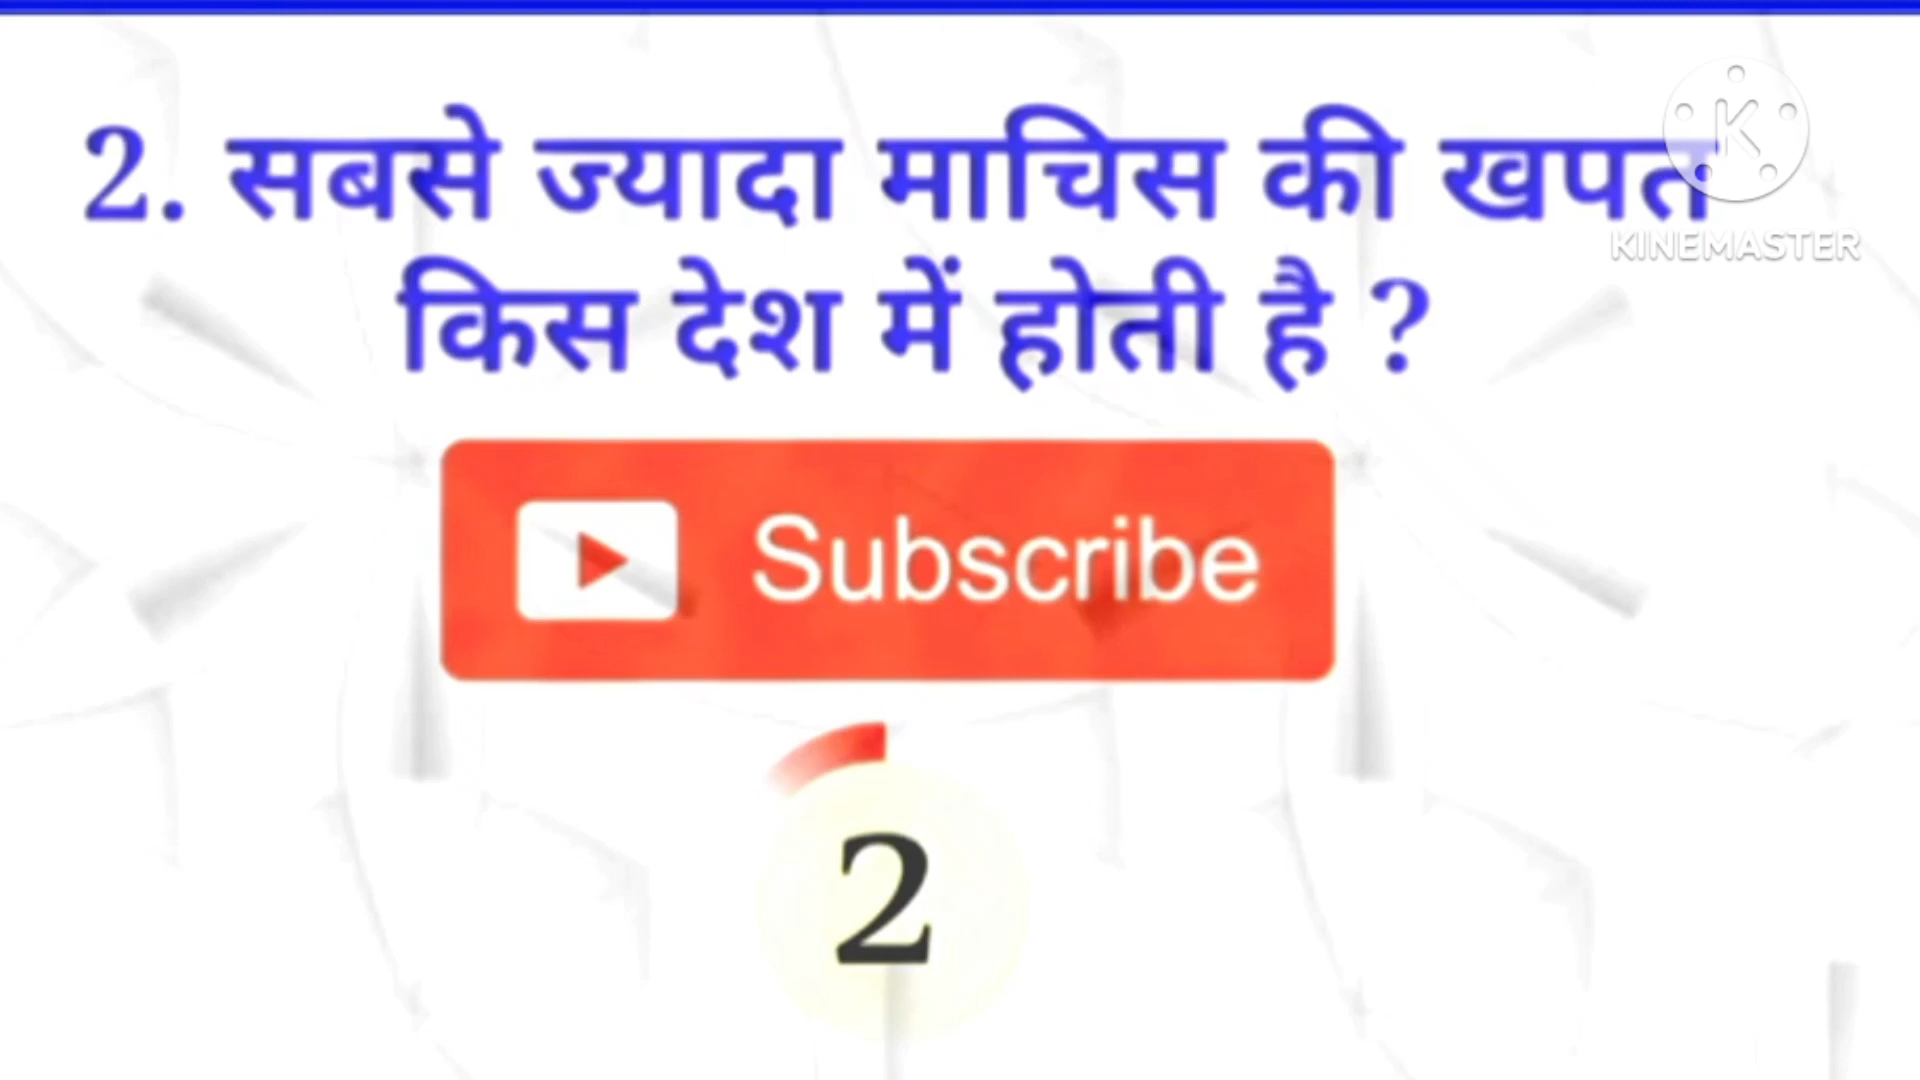 2. सबसे ज्यादा माचिस की खपत
किस देश में होती है ?
KINEMASTER
Subscribe
2